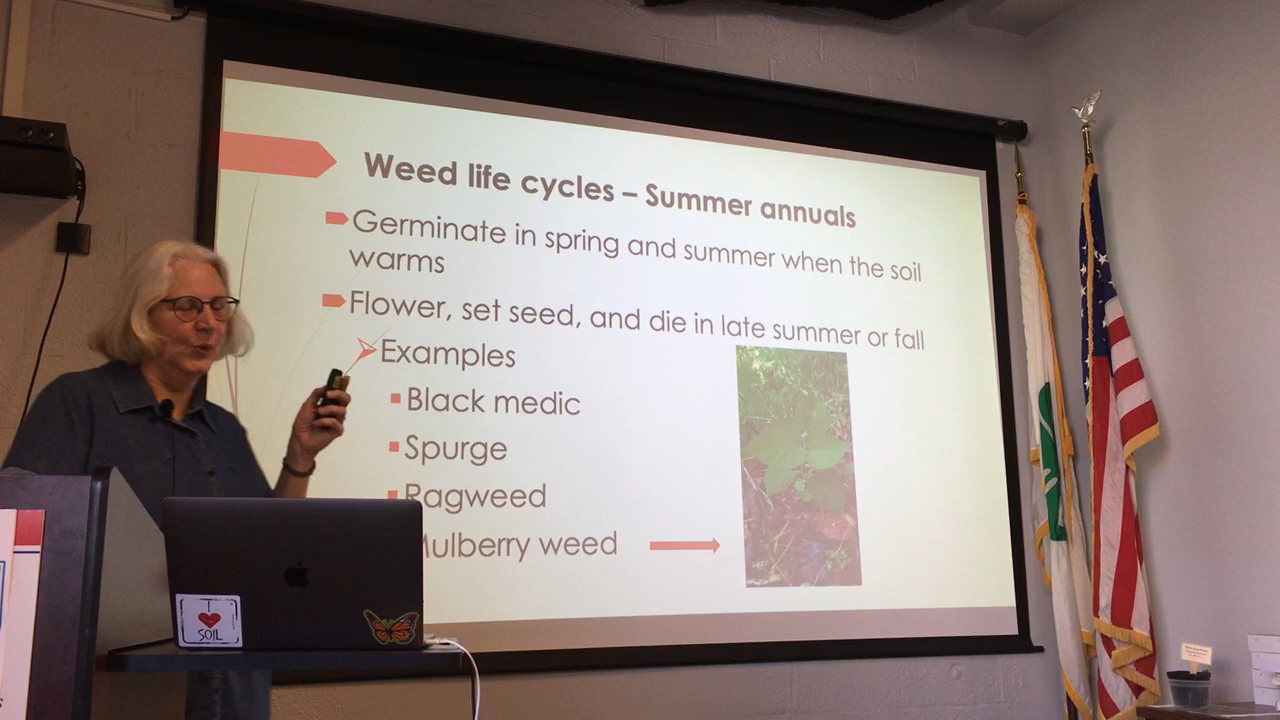 Weed life cycles – Summer annuals
Germinate in spring and summer when the soil
warms
Flower, set seed, and die in late summer or fall
Examples
Black medic
Spurge
Ragweed
Mulberry weed
I
SOIL